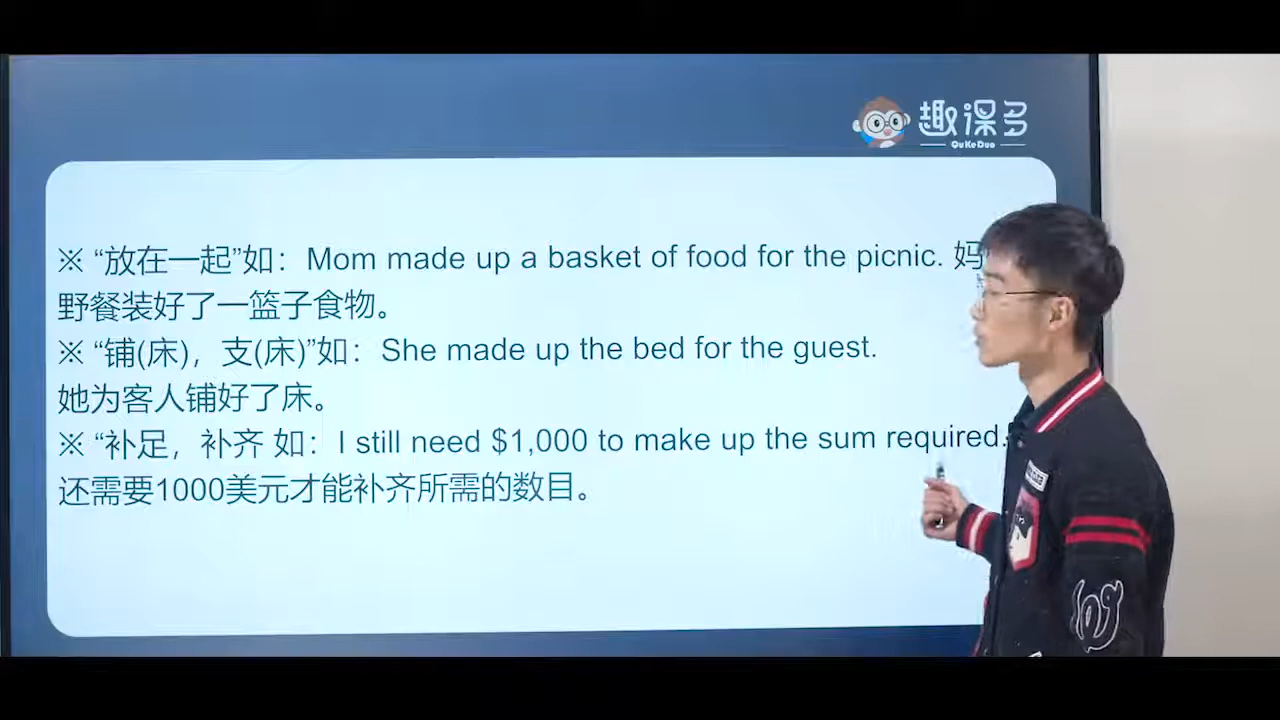 趣课多
QuKeDuo
※ “放在一起”如：Mom made up a basket of food for the picnic. 妈
野餐装好了一篮子食物。
※ “铺(床)，支(床)”如：She made up the bed for the guest.
她为客人铺好了床。
※ “补足，补齐 如：I still need $1,000 to make up the sum required.
还需要1000美元才能补齐所需的数目。